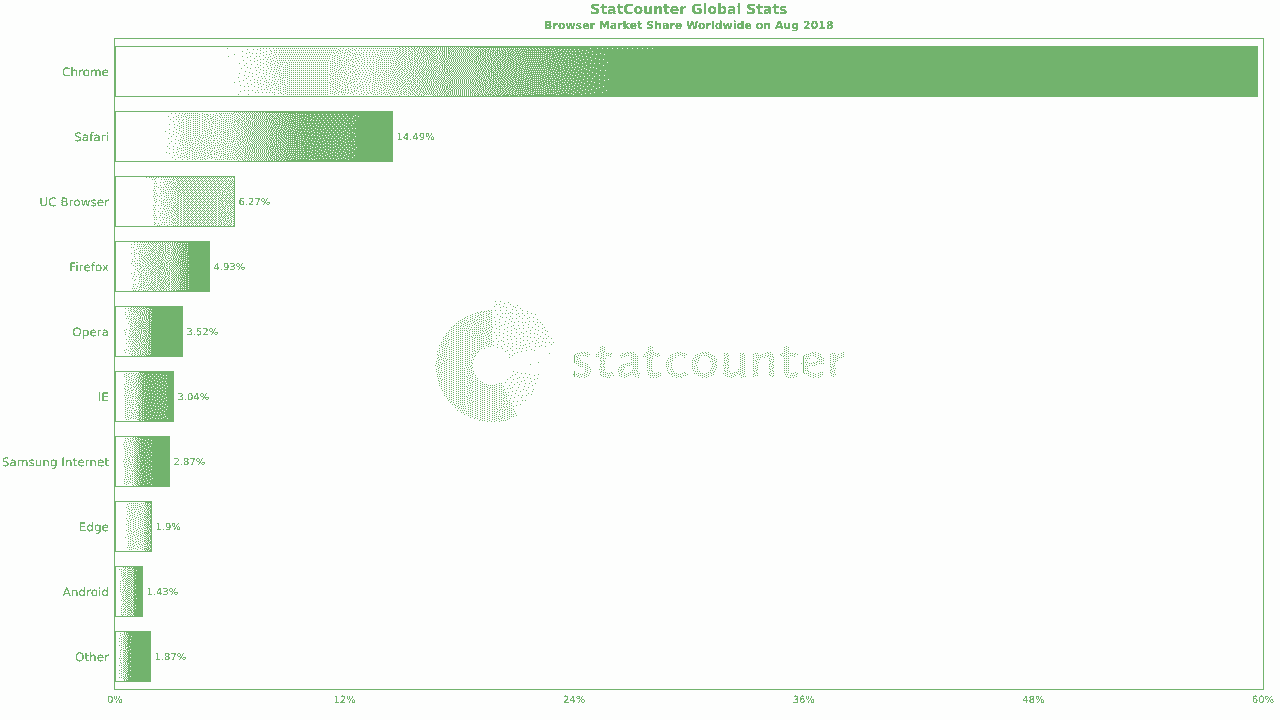 StatCounter Global Stats
Browser Market Share Worldwide on Aug 2018
Chrome
Safari 14.49%
UC Browser 6.27%
Firefox 4.93%
Opera 3.52%
statcounter
IE 3.04%
Samsung Internet 2.87%
Edge 1.9%
Android 1.43%
Other 1.87%
0% 12% 24% 36% 48% 60%